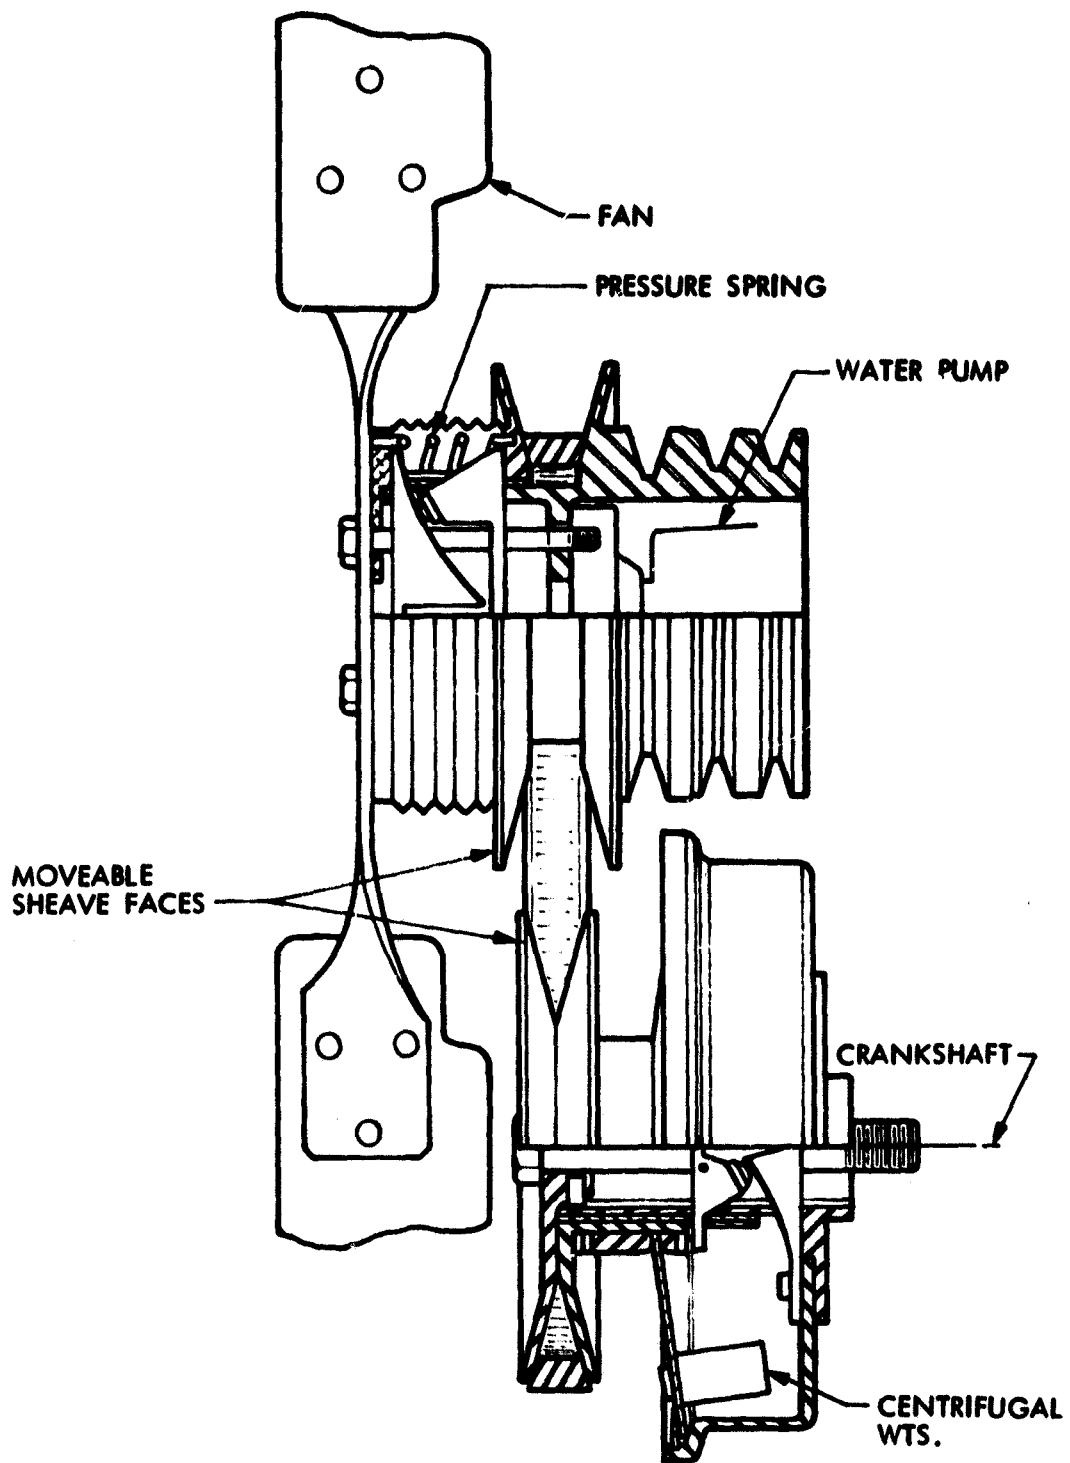 FAN
PRESSURE SPRING
WATER PUMP
MOVEABLE
SHEAVE FACES
CRANKSHAFT
CENTRIFUGAL
WTS.